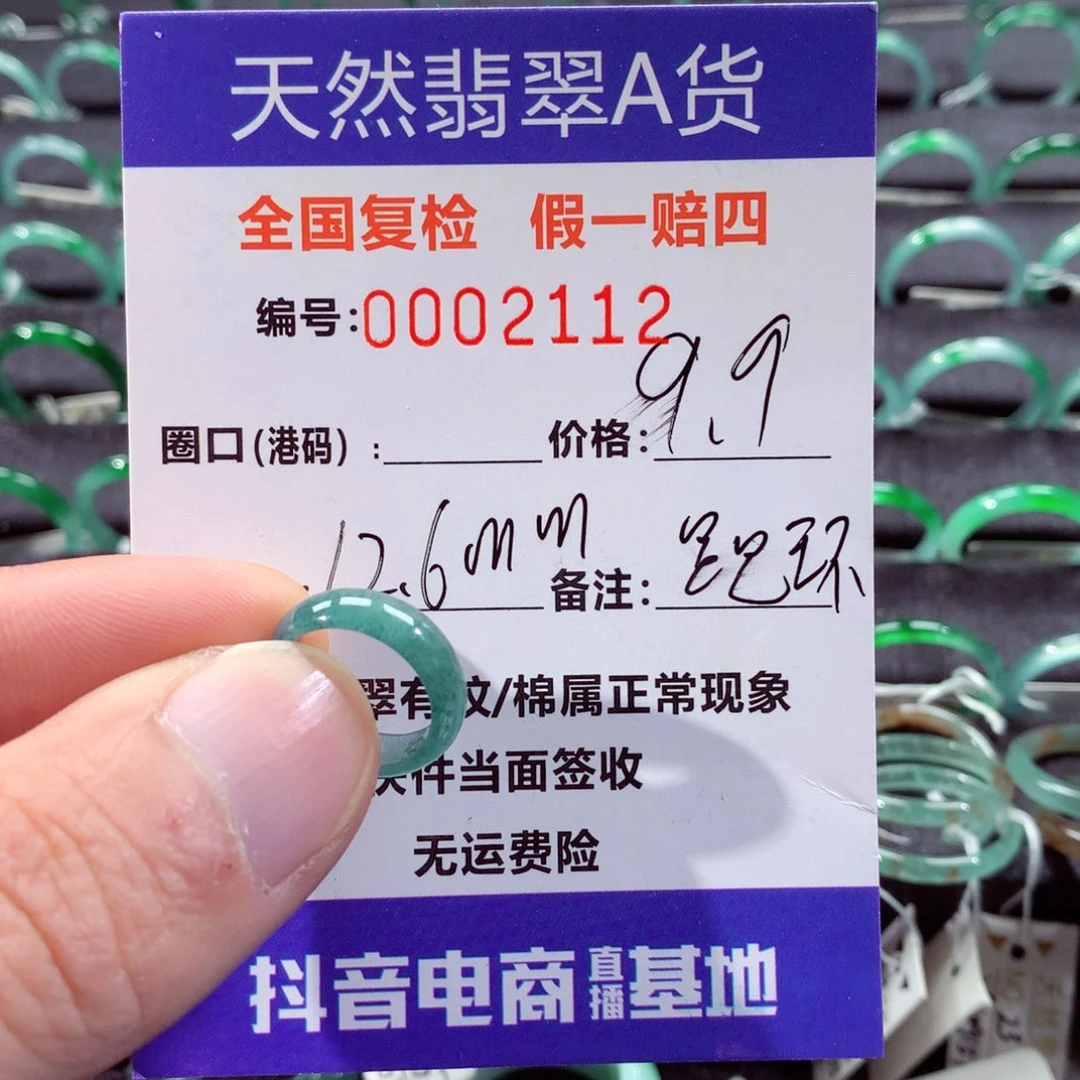 天然翡翠A货
全国复检 假一赔四
编号:0002112
圈口(港码):
价格:9.9
12.6mm
备注:
翠有纹/棉属正常现象
快件当面签收
无运费险
抖音电商直播基地